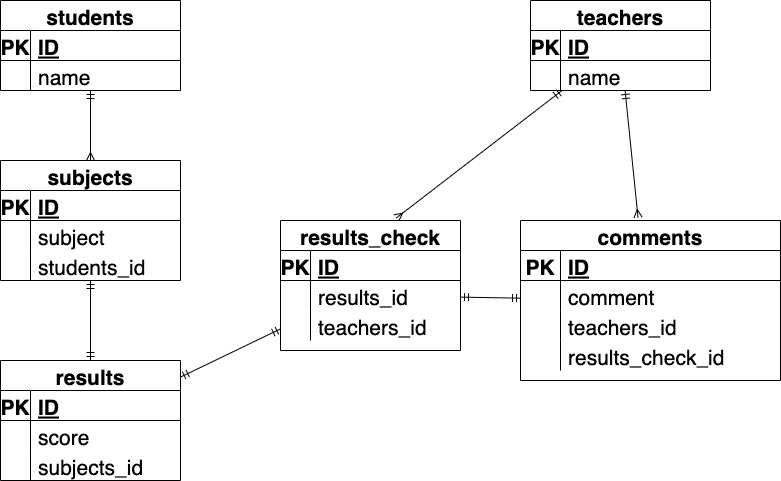 students
PK ID
name
teachers
PK ID
name
subjects
PK ID
subject
students_id
results_check
PK ID
results_id
teachers_id
comments
PK ID
comment
teachers_id
results_check_id
results
PK ID
score
subjects_id